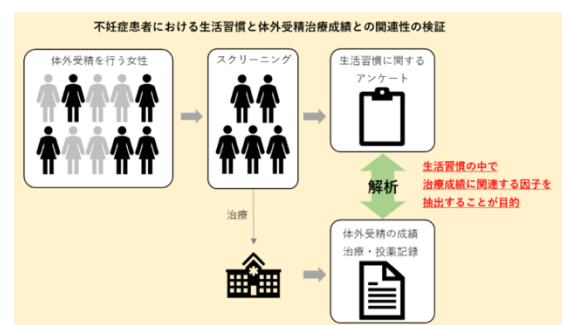 不妊症患者における生活習慣と体外受精治療成績との関連性の検証
体外受精を行う女性
スクリーニング
生活習慣に関する
アンケート
生活習慣の中で
治療成績に関連する因子を
抽出することが目的
解析
治療
体外受精の成績
治療・投薬記録